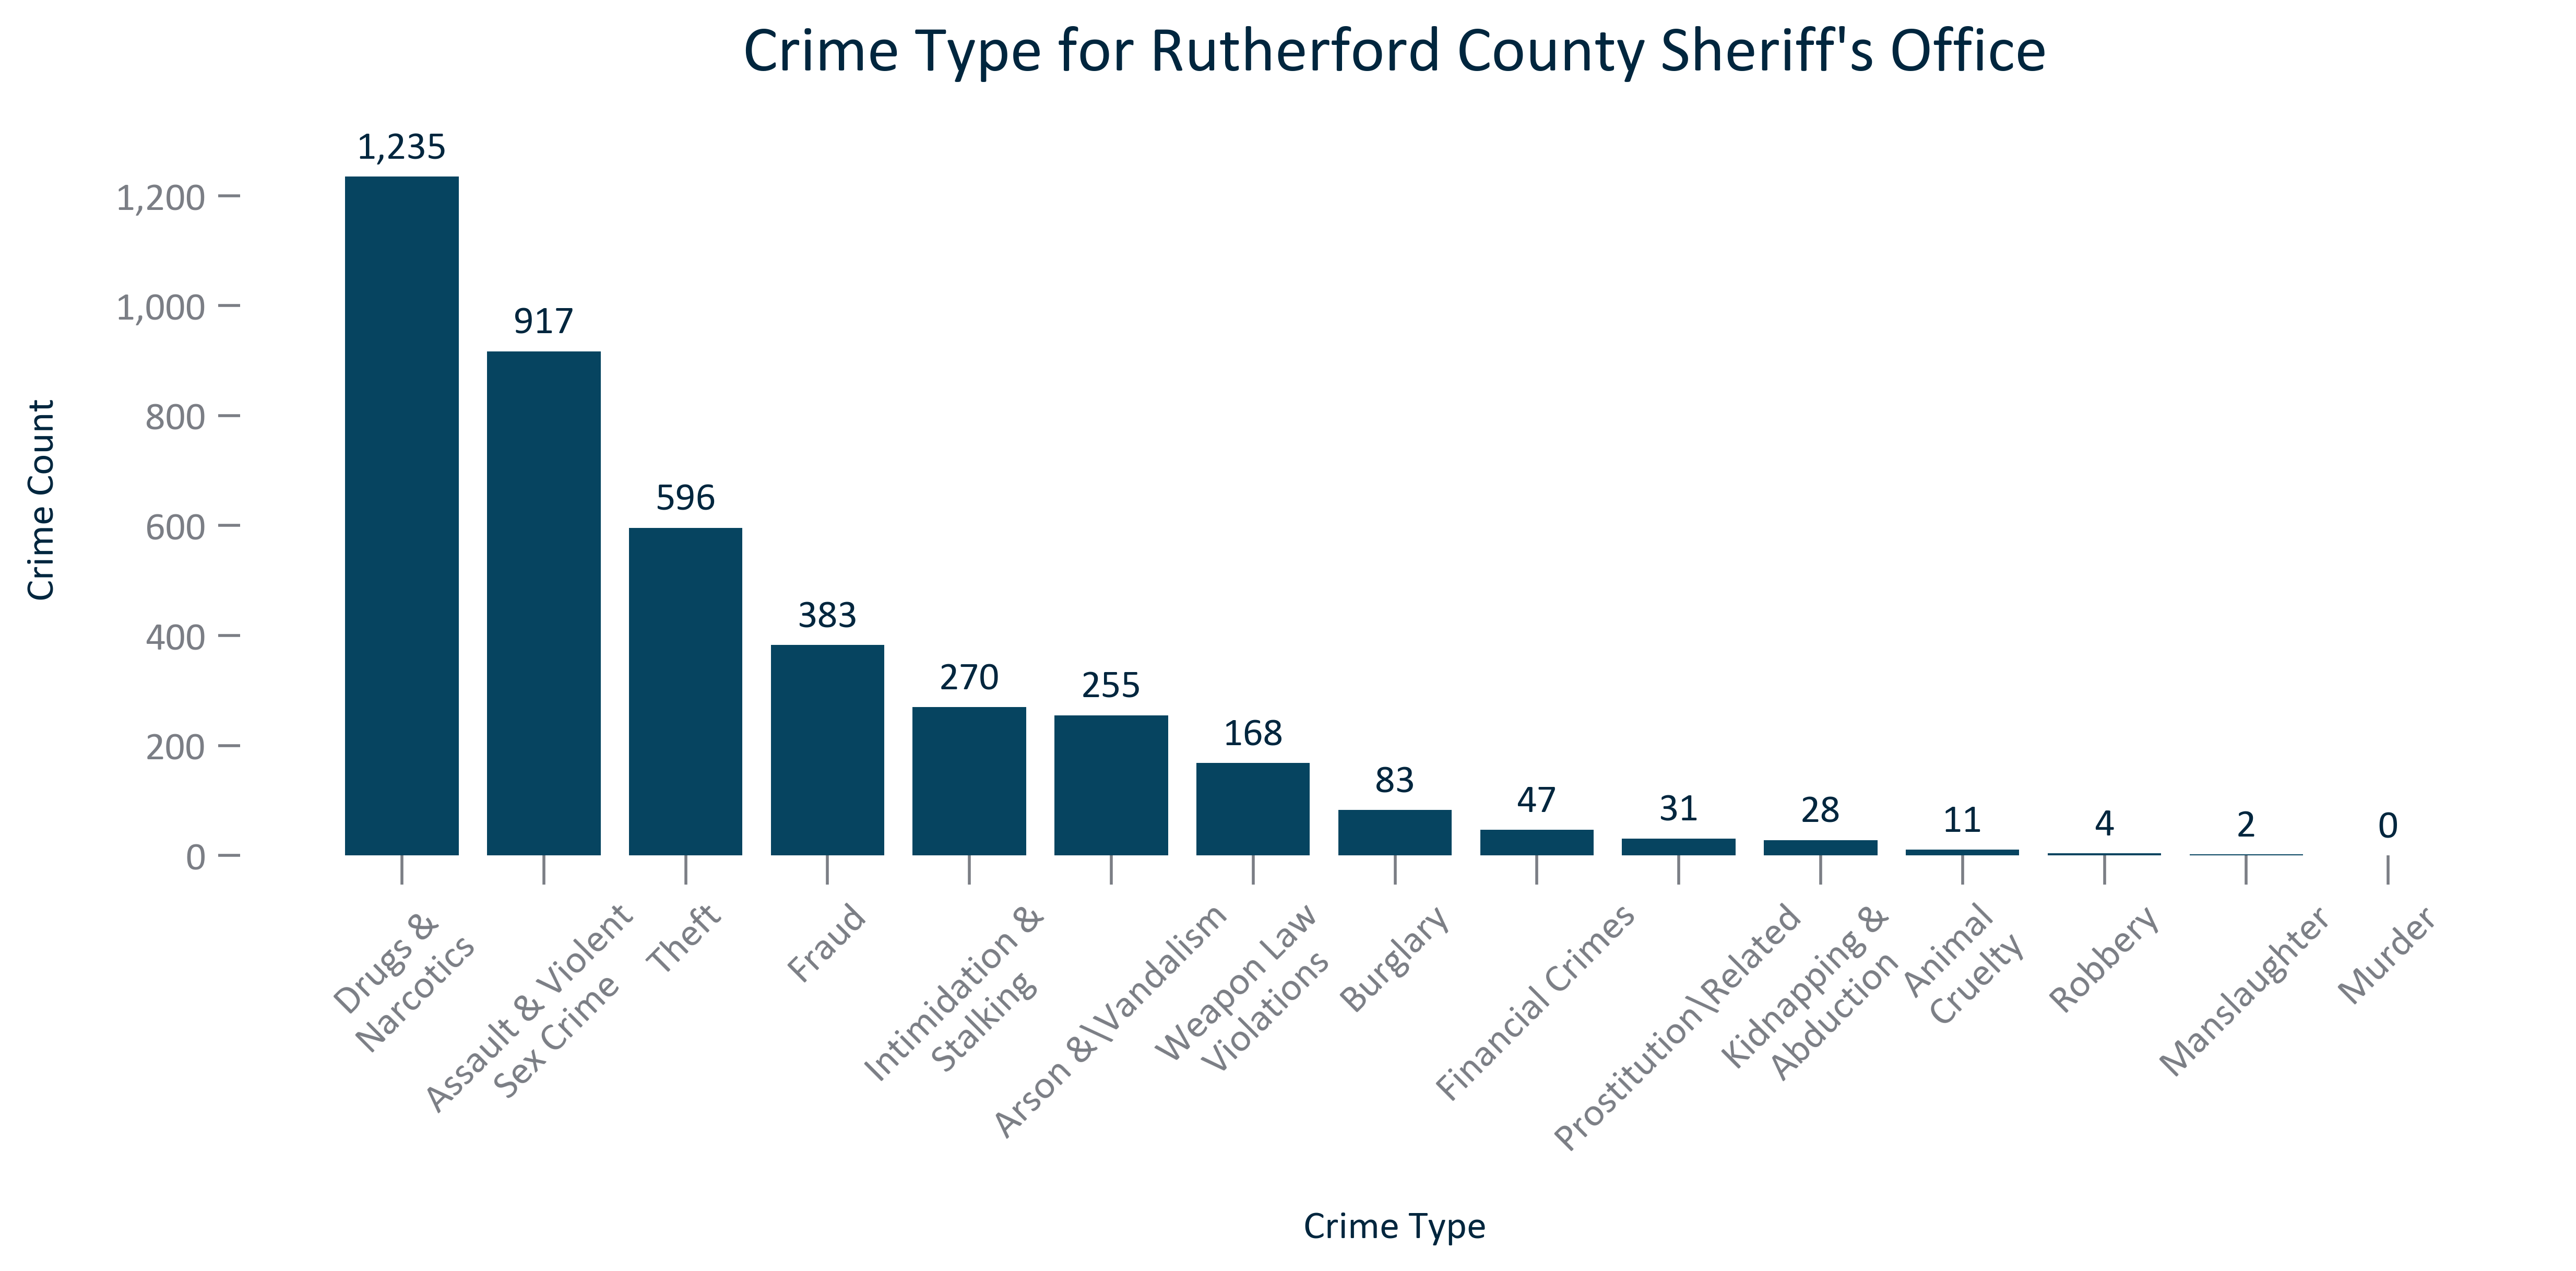 Crime Type for Rutherford County Sheriff's Office
1,235
1,200
1,000
917
800
596
600
383
400
270
255
200
168
83
47
31
28
11
4
2
0
0
Crime Count
Drugs &
Narcotics
Assault & Violent
Sex Crime
Theft
Fraud
Intimidation &
Stalking
Arson &\\Vandalism
Weapon Law
Violations
Burglary
Financial Crimes
Prostitution\Related
Kidnapping &
Abduction
Animal
Cruelty
Robbery
Manslaughter
Murder
Crime Type